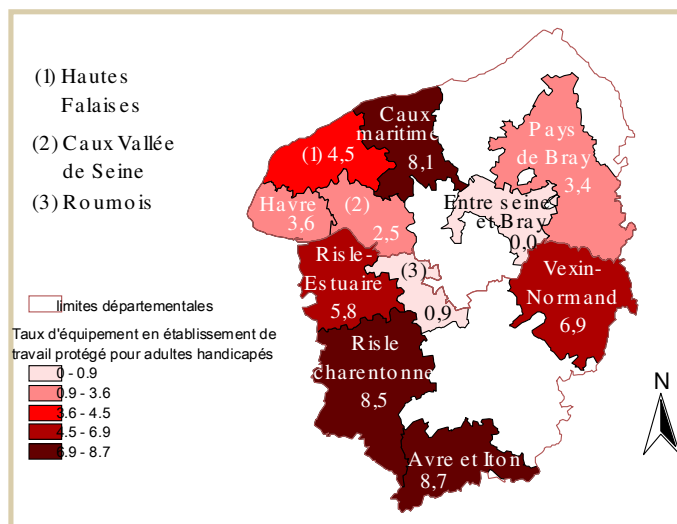 (1) Hautes
Falaises
(2) Caux Vallée
de Seine
(3) Roumois
Caux-
maritime
8,1
(1) 4,5
Pays
de Bray
3,4
Havre
3,6
(2)
2,5
Entre seine
et Bray
0,0
Risle-
Estuaire
5,8
(3)
0,9
Vexin-
Normand
6,9
Risle
charentonne
8,5
Avre et Iton
8,7
N
limites départementales
Taux d'équipement en établissement de
travail protégé pour adultes handicapés
0 - 0.9
0.9 - 3.6
3.6 - 4.5
4.5 - 6.9
6.9 - 8.7